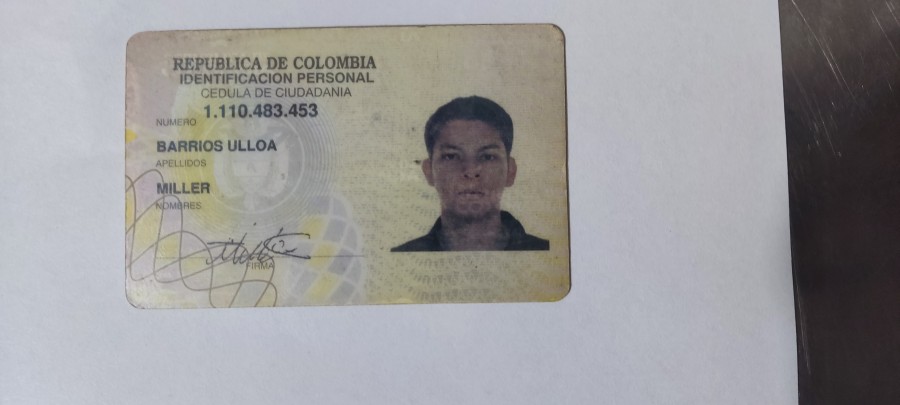 REPUBLICA DE COLOMBIA
IDENTIFICACION PERSONAL
CEDULA DE CIUDADANIA
NUMERO 1.110.483.453
BARRIOS ULLOA
APELLIDOS
MILLER
NOMBRES
FIRMA